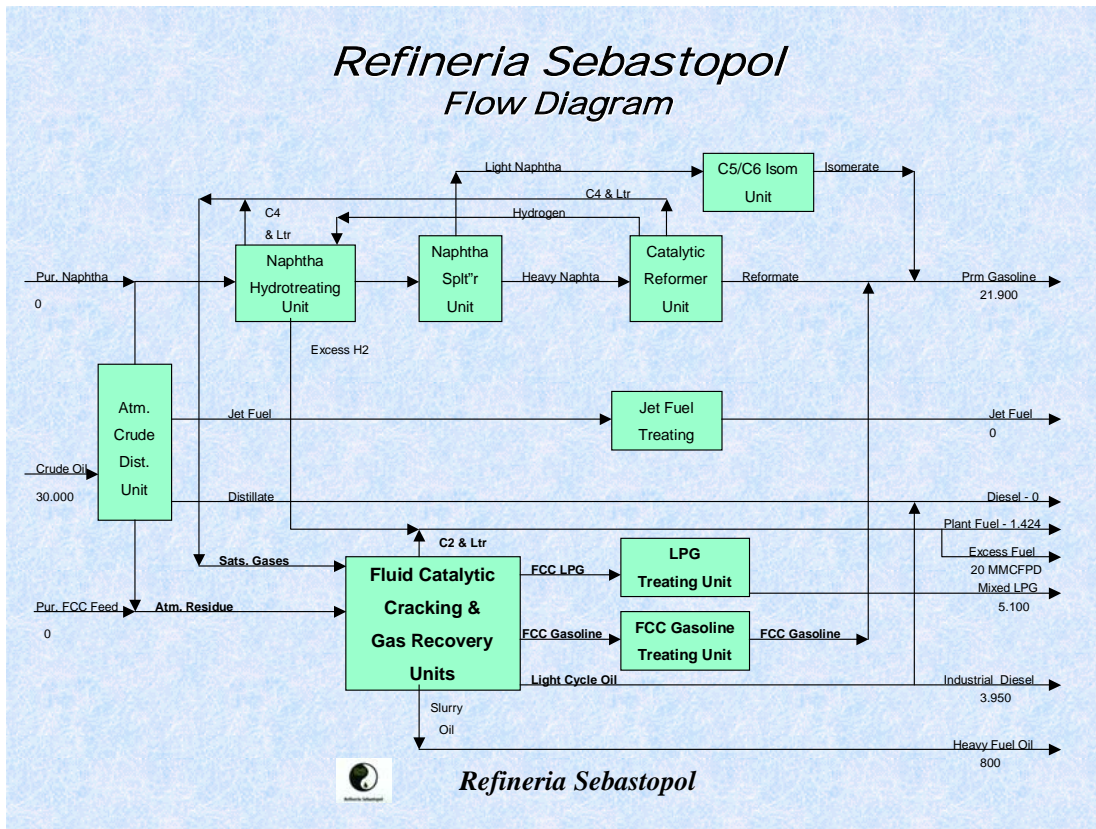 Refineria Sebastopol
Flow Diagram
Light Naphtha
C5/C6 Isom
Unit
Isomerate
C4 & Ltr
C4
& Ltr
Hydrogen
Pur. Naphtha
0
Naphtha
Hydrotreating
Unit
Naphtha
Splt"r
Unit
Heavy Naphta
Catalytic
Reformer
Unit
Reformate
Prm Gasoline
21.900
Excess H2
Atm.
Crude
Dist.
Unit
Jet Fuel
Jet Fuel
Treating
Jet Fuel
0
Crude Oil
30.000
Distillate
Diesel - 0
Plant Fuel - 1.424
C2 & Ltr
Excess Fuel
20 MMCFPD
Sats. Gases
Fluid Catalytic
Cracking &
Gas Recovery
Units
FCC LPG
LPG
Treating Unit
Mixed LPG
5.100
Pur. FCC Feed
0
Atm. Residue
FCC Gasoline
FCC Gasoline
Treating Unit
FCC Gasoline
Light Cycle Oil
Industrial Diesel
3.950
Slurry
Oil
Heavy Fuel Oil
800
Refineria Sebastopol
Refineria Sebastopol